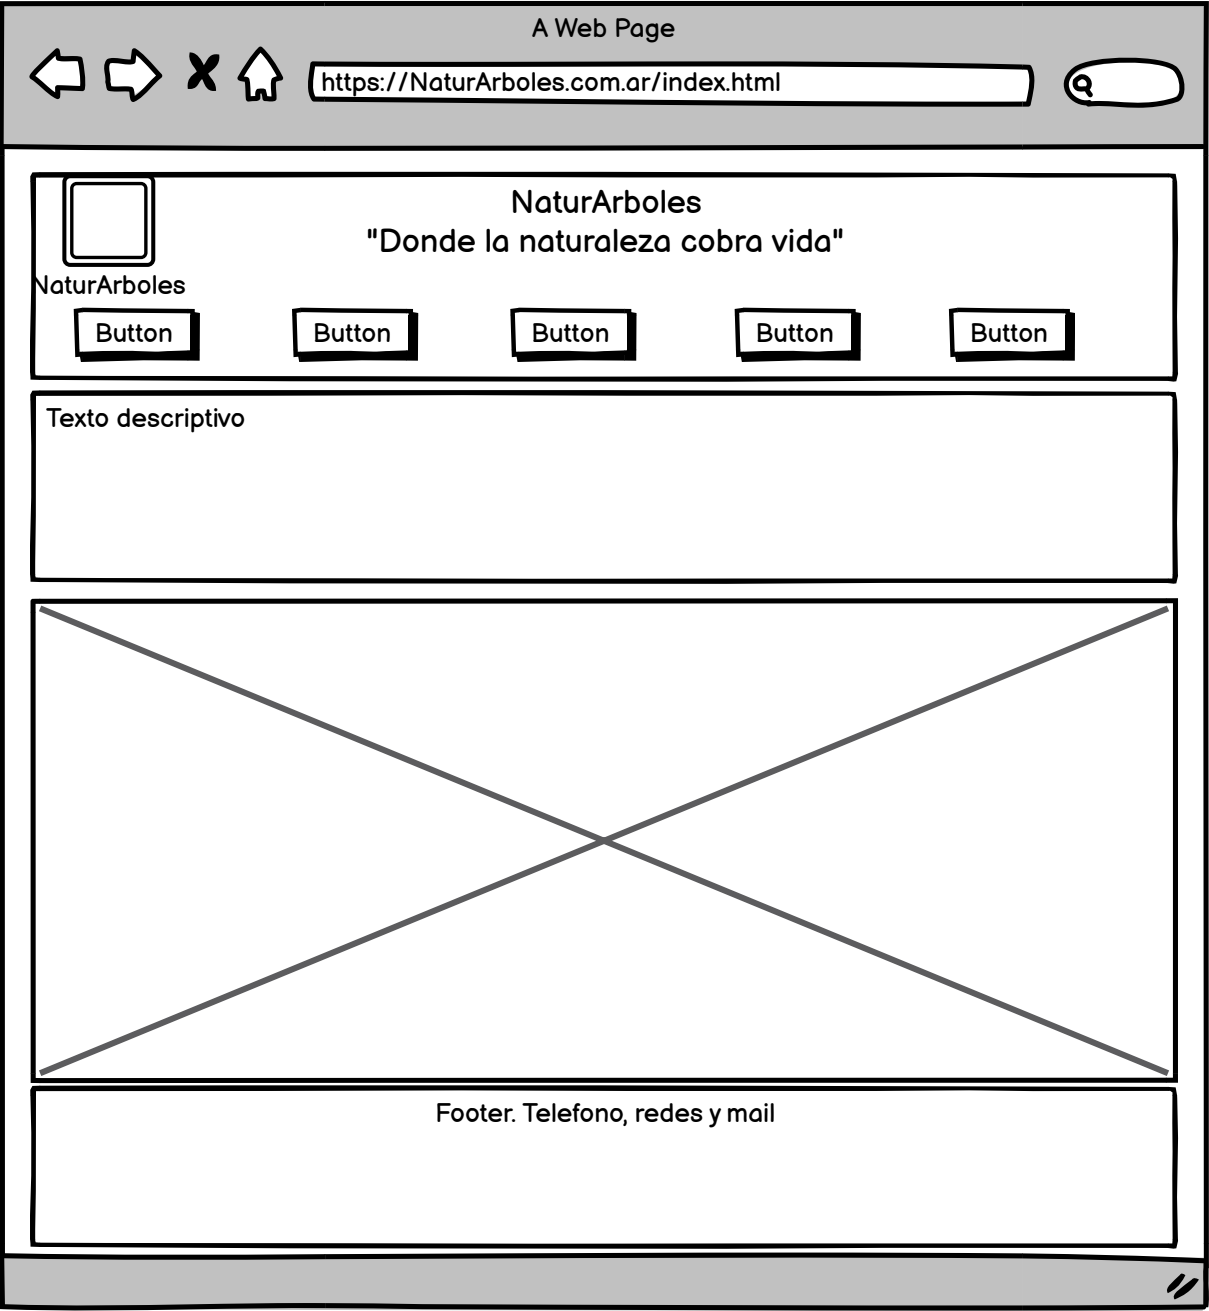 A Web Page
https://NaturArboles.com.ar/index.html
NaturArboles
"Donde la naturaleza cobra vida"
NaturArboles
Button Button Button Button Button
Texto descriptivo
Footer. Telefono, redes y mail